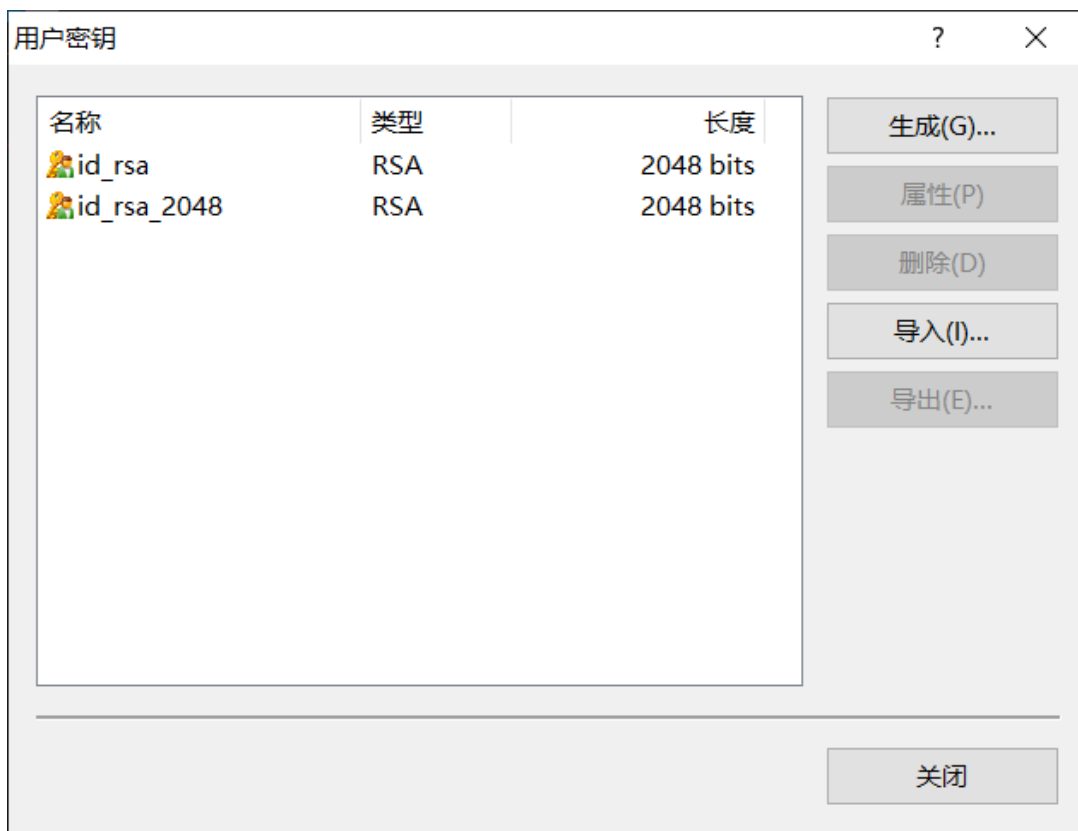 用户密钥 ?
名称 类型 长度
id_rsa RSA 2048 bits
id_rsa_2048 RSA 2048 bits
生成(G)...
属性(P)
删除(D)
导入(I)...
导出(E)...
关闭